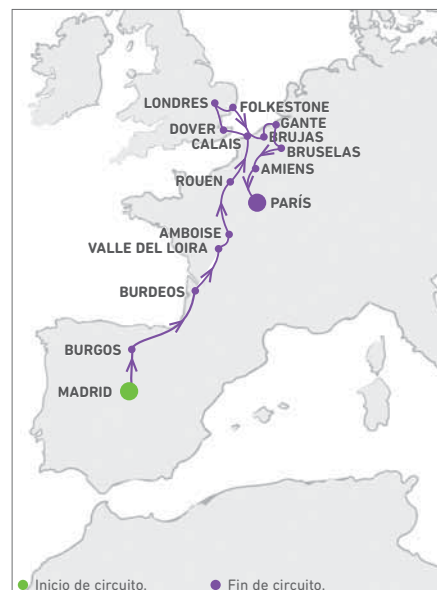 LONDRES
FOLKESTONE
GANTE
DOVER
BRUJAS
CALAIS
BRUSELAS
AMIENS
ROUEN
PARÍS
AMBOISE
VALLE DEL LOIRA
BURDEOS
BURGOS
MADRID
Inicio de circuito. Fin de circuito.